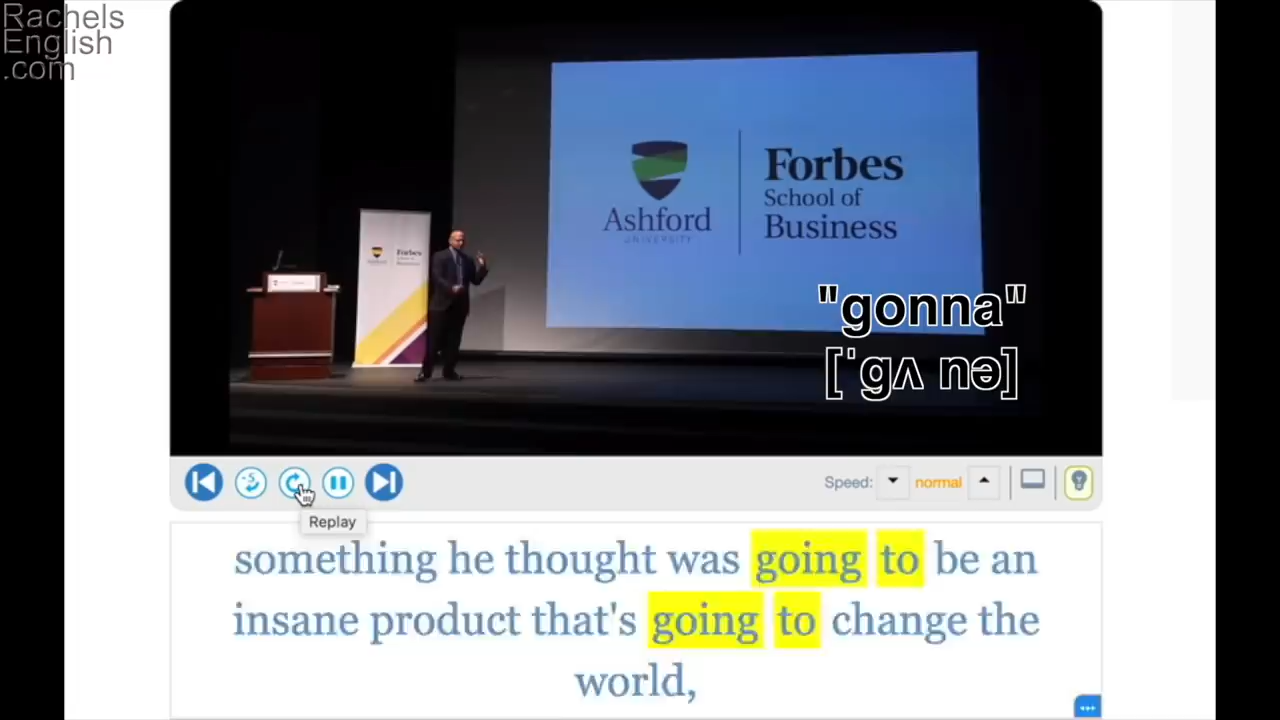 Rachels
English
.com
Forbes
School of
Business
Ashford
UNIVERSITY
Forbes
"gonna"
[ˈgʌ nə]
Speed: normal
Replay
something he thought was going to be an
insane product that's going to change the
world,